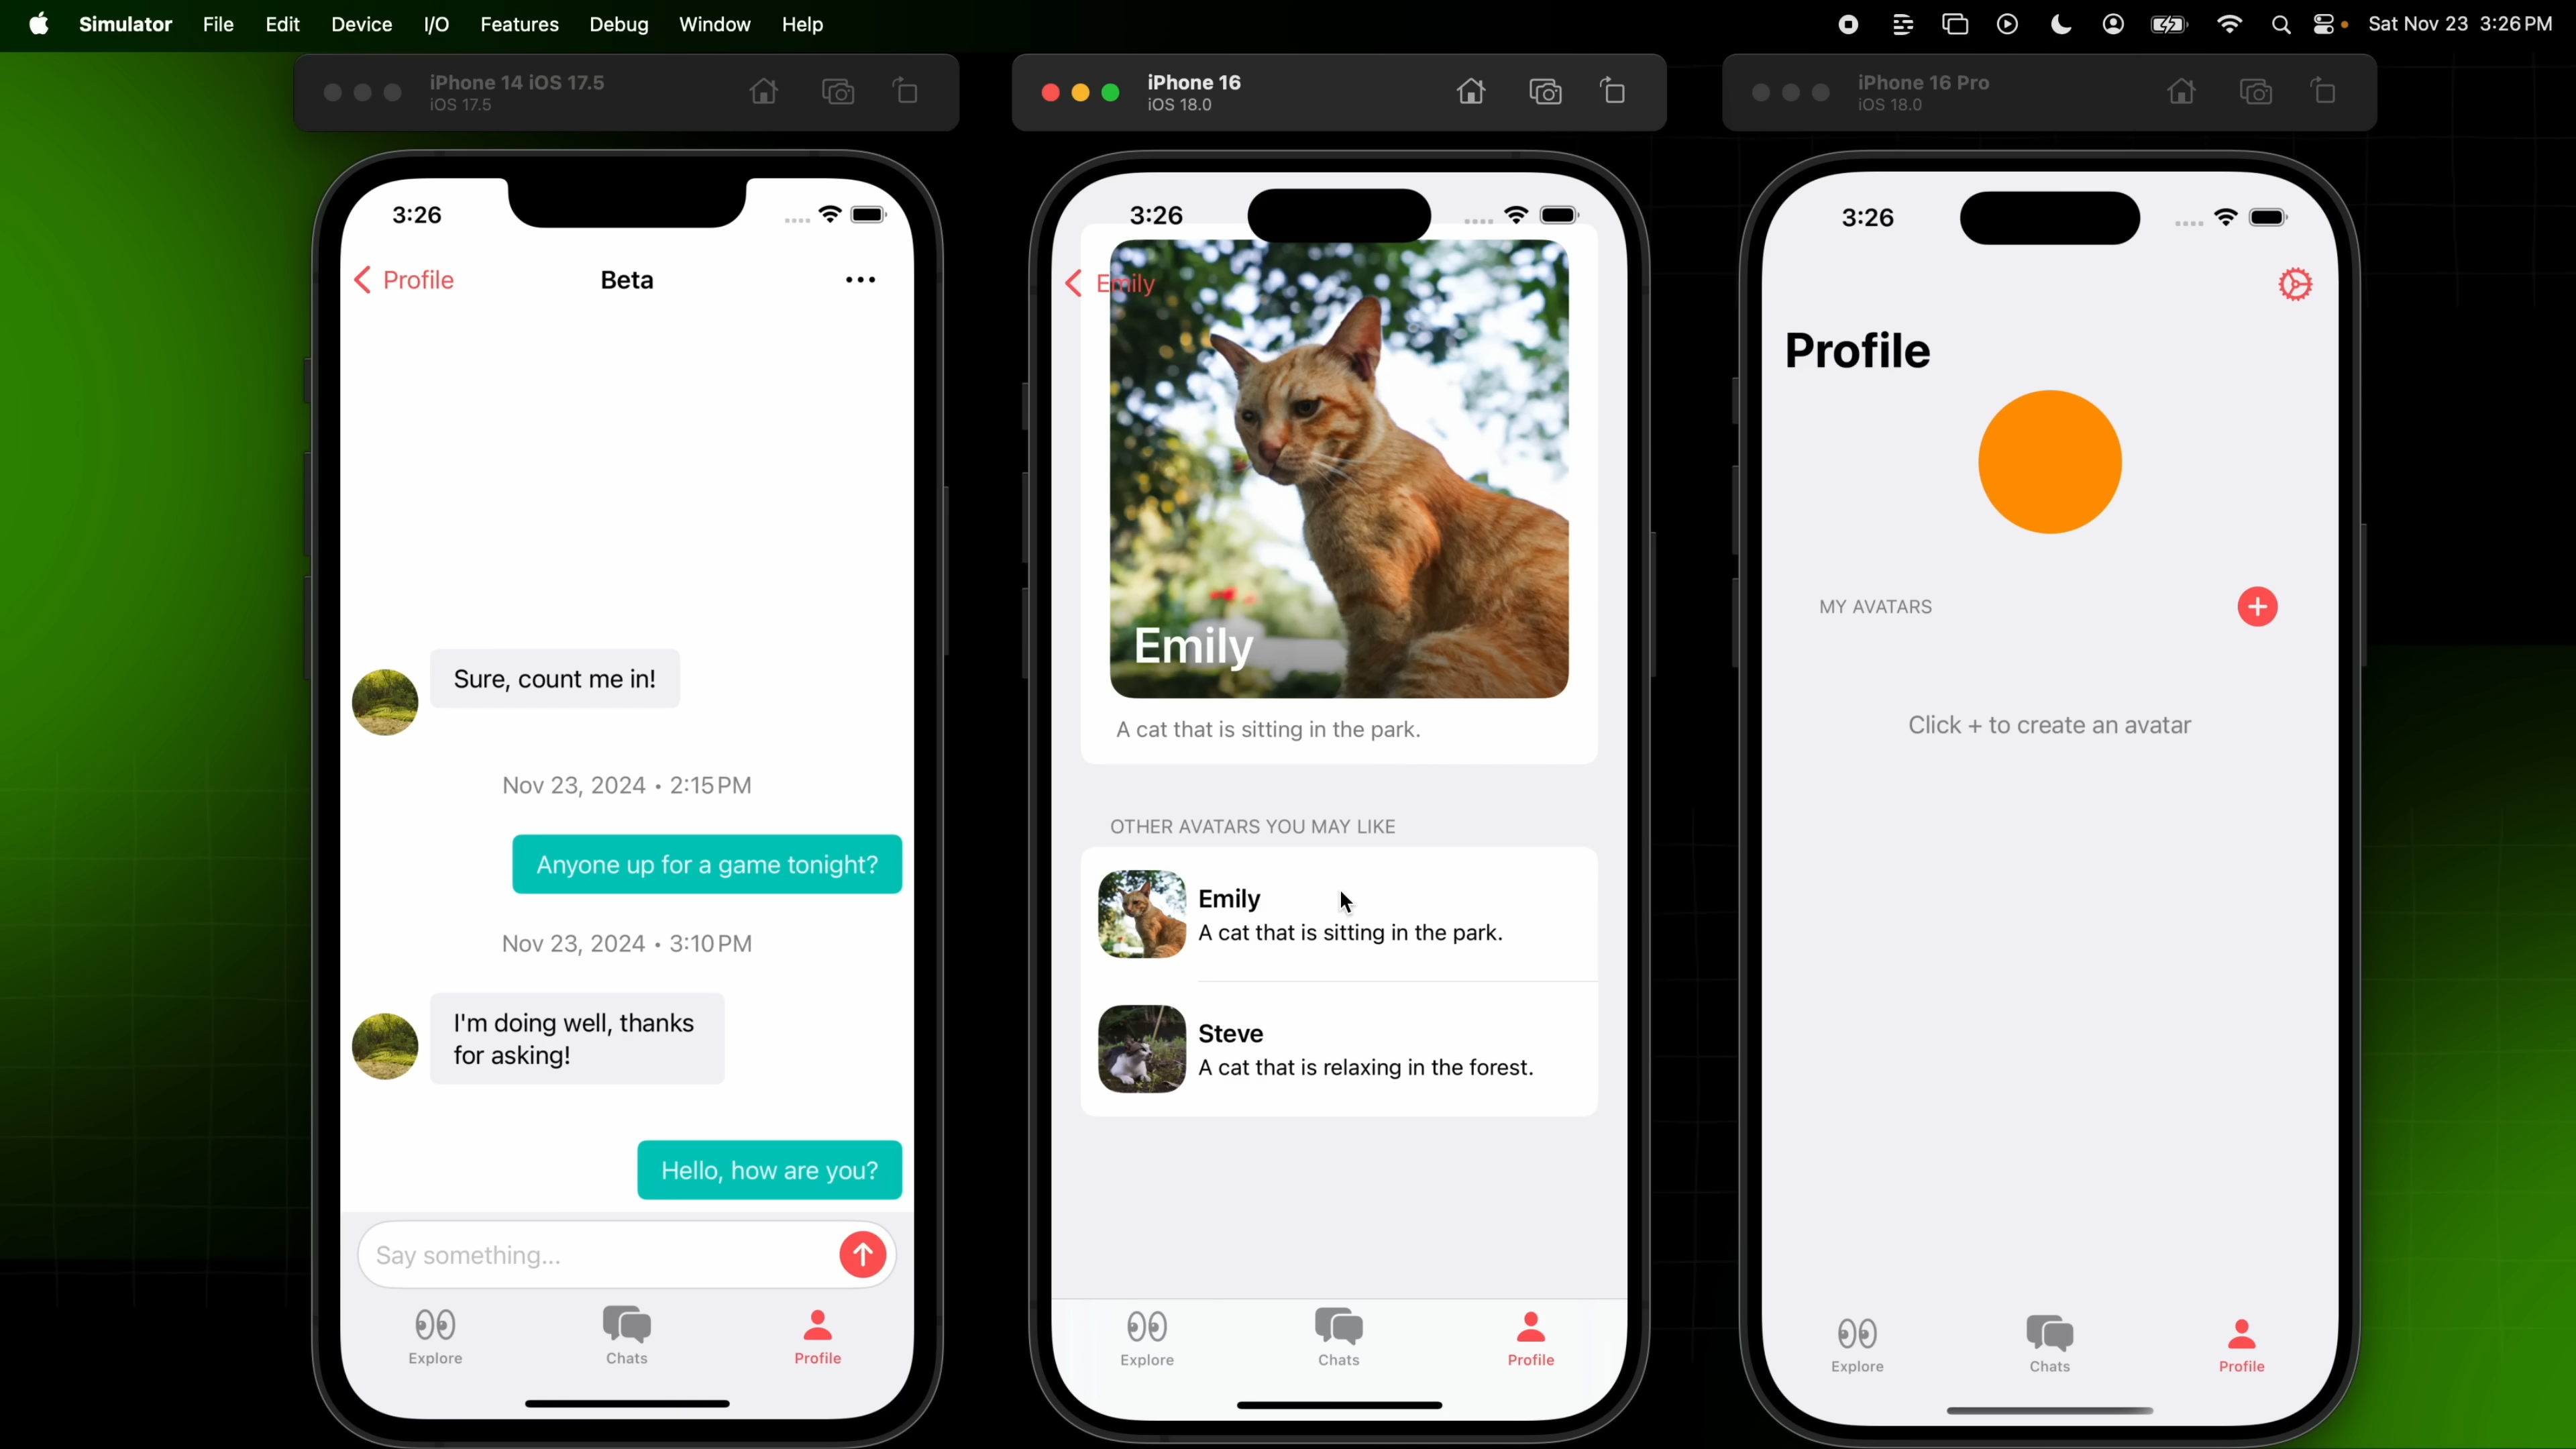 Simulator File Edit Device I/O Features Debug Window Help
Sat Nov 23 3:26 PM
iPhone 14 iOS 17.5
iOS 17.5
3:26
Profile
Beta
Sure, count me in!
Nov 23, 2024 • 2:15 PM
Anyone up for a game tonight?
Nov 23, 2024 • 3:10 PM
I'm doing well, thanks
for asking!
Hello, how are you?
Say something...
Explore
Chats
Profile
iPhone 16
iOS 18.0
3:26
Emily
Emily
A cat that is sitting in the park.
OTHER AVATARS YOU MAY LIKE
Emily
A cat that is sitting in the park.
Steve
A cat that is relaxing in the forest.
Explore
Chats
Profile
iPhone 16 Pro
iOS 18.0
3:26
Profile
MY AVATARS
Click + to create an avatar
Explore
Chats
Profile